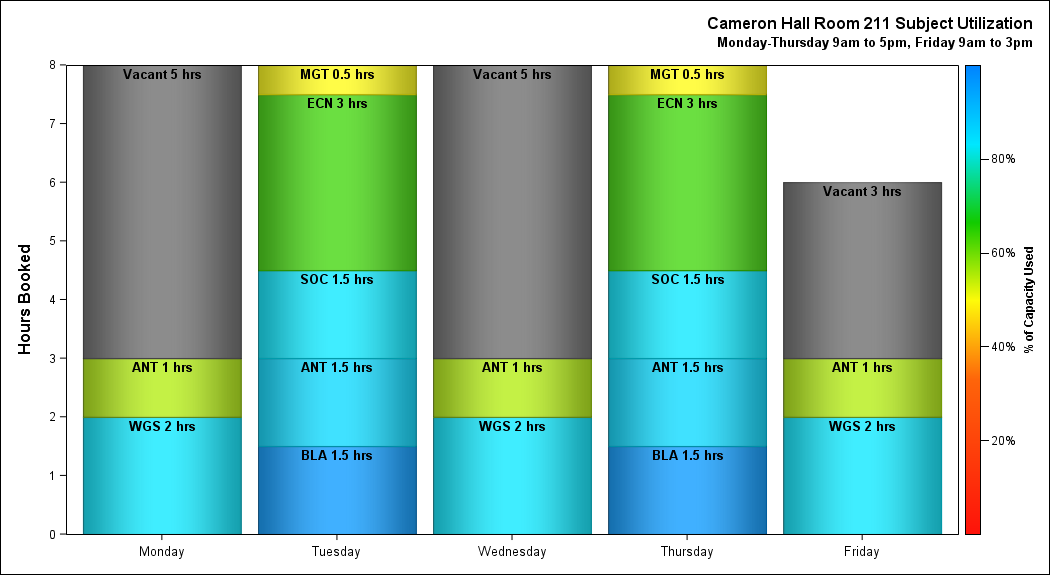 Cameron Hall Room 211 Subject Utilization
Monday-Thursday 9am to 5pm, Friday 9am to 3pm
Hours Booked
8
7
6
5
4
3
2
1
0
Vacant 5 hrs
ANT 1 hrs
WGS 2 hrs
MGT 0.5 hrs
ECN 3 hrs
SOC 1.5 hrs
ANT 1.5 hrs
BLA 1.5 hrs
Vacant 5 hrs
ANT 1 hrs
WGS 2 hrs
MGT 0.5 hrs
ECN 3 hrs
SOC 1.5 hrs
ANT 1.5 hrs
BLA 1.5 hrs
Vacant 3 hrs
ANT 1 hrs
WGS 2 hrs
Monday
Tuesday
Wednesday
Thursday
Friday
80%
60%
40%
20%
% of Capacity Used